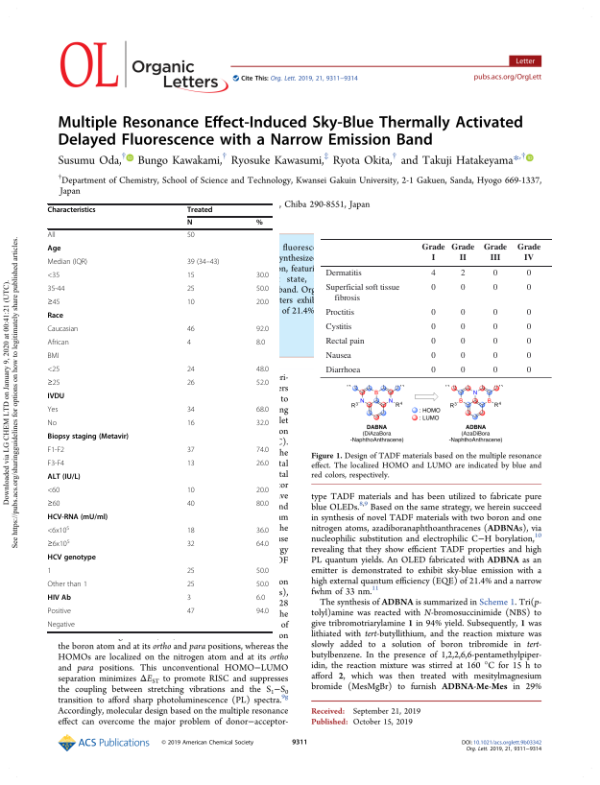 OL Organic
Letters
Cite This: Org. Lett. 2019, 21, 9311−9314
Letter
pubs.acs.org/OrgLett
Multiple Resonance Effect-Induced Sky-Blue Thermally Activated
Delayed Fluorescence with a Narrow Emission Band
Susumu Oda,† Bungo Kawakami,† Ryosuke Kawasumi,‡ Ryota Okita,† and Takuji Hatakeyama*,†
†Department of Chemistry, School of Science and Technology, Kwansei Gakuin University, 2-1 Gakuen, Sanda, Hyogo 669-1337,
Japan
, Chiba 290-8551, Japan
Characteristics Treated
N %
All 50
Age
Median (IQR) 39 (34–43)
<35 15 30.0
35-44 25 50.0
≥45 10 20.0
Race
Caucasian 46 92.0
African 4 8.0
BMI
<25 24 48.0
≥25 26 52.0
IVDU
Yes 34 68.0
No 16 32.0
Biopsy staging (Metavir)
F1-F2 37 74.0
F3-F4 13 26.0
ALT (IU/L)
<60 10 20.0
≥60 40 80.0
HCV-RNA (mU/ml)
<6x10⁵ 18 36.0
≥6x10⁵ 32 64.0
HCV genotype
1 25 50.0
Other than 1 25 50.0
HIV Ab 3 6.0
Positive 47 94.0
Negative
the boron atom and at its ortho and para positions, whereas the
HOMOs are localized on the nitrogen atom and at its ortho
and para positions. This unconventional HOMO−LUMO
separation minimizes ΔE_ST to promote RISC and suppresses
the coupling between stretching vibrations and the S₁−S₀
transition to afford sharp photoluminescence (PL) spectra.⁹ᵍ
Accordingly, molecular design based on the multiple resonance
effect can overcome the major problem of donor−acceptor-
fluoresc
ynthesize
on, featuri
state,
band. Org
ters exhil
of 21.4%
Grade Grade Grade Grade
I II III IV
Dermatitis 4 2 0 0
Superficial soft tissue 0 0 0 0
fibrosis
Proctitis 0 0 0 0
Cystitis 0 0 0 0
Rectal pain 0 0 0 0
Nausea 0 0 0 0
Diarrhoea 0 0 0 0
: HOMO
: LUMO
DABNA
(DiAzaBora
-NaphthoAnthracene)
ADBNA
(AzaDiBora
-NaphthoAnthracene)
Figure 1. Design of TADF materials based on the multiple resonance
effect. The localized HOMO and LUMO are indicated by blue and
red colors, respectively.
type TADF materials and has been utilized to fabricate pure
blue OLEDs.⁸,⁹ Based on the same strategy, we herein succeed
in synthesis of novel TADF materials with two boron and one
nitrogen atoms, azadiboranaphthoanthracenes (ADBNAs), via
nucleophilic substitution and electrophilic C−H borylation,¹⁰
revealing that they show efficient TADF properties and high
PL quantum yields. An OLED fabricated with ADBNA as an
emitter is demonstrated to exhibit sky-blue emission with a
high external quantum efficiency (EQE) of 21.4% and a narrow
fwhm of 33 nm.¹¹
The synthesis of ADBNA is summarized in Scheme 1. Tri(p-
tolyl)amine was reacted with N-bromosuccinimide (NBS) to
give tribromotriarylamine 1 in 94% yield. Subsequently, 1 was
lithiated with tert-butyllithium, and the reaction mixture was
slowly added to a solution of boron tribromide in tert-
butylbenzene. In the presence of 1,2,2,6,6-pentamethylpiper-
idine, the reaction mixture was stirred at 160 °C for 15 h to
afford 2, which was then treated with mesitylmagnesium
bromide (MesMgBr) to furnish ADBNA-Me-Mes in 29%
Received: September 21, 2019
Published: October 15, 2019
ACS Publications © 2019 American Chemical Society
9311
DOI: 10.1021/acs.orglett.9b03342
Org. Lett. 2019, 21, 9311−9314
Downloaded via LG CHEM LTD on January 9, 2020 at 00:41:21 (UTC).
See https://pubs.acs.org/sharingguidelines for options on how to legitimately share published articles.